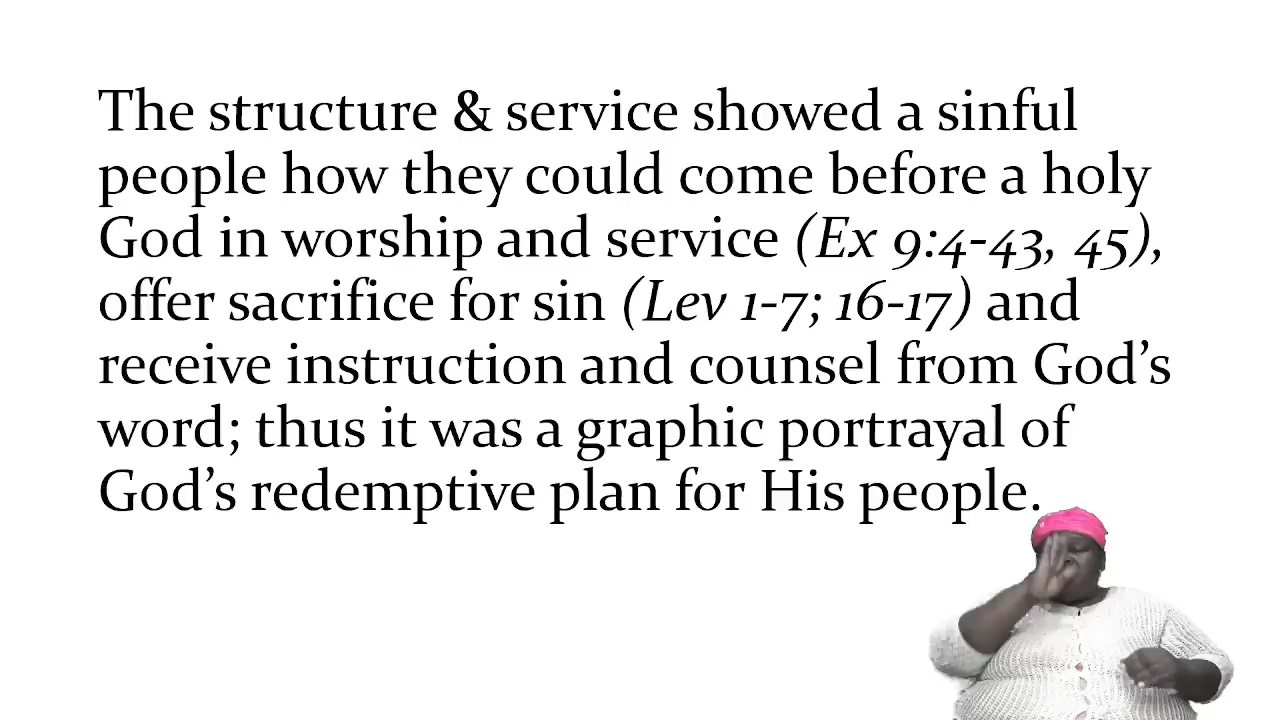 The structure & service showed a sinful
people how they could come before a holy
God in worship and service (Ex 9:4-43, 45),
offer sacrifice for sin (Lev 1-7; 16-17) and
receive instruction and counsel from God’s
word; thus it was a graphic portrayal of
God’s redemptive plan for His people.